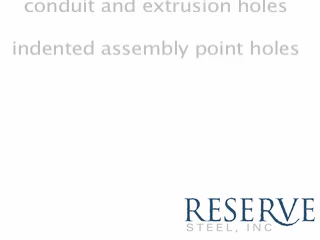 conduit and extrusion holes
indented assembly point holes
RESERVE
STEEL, INC